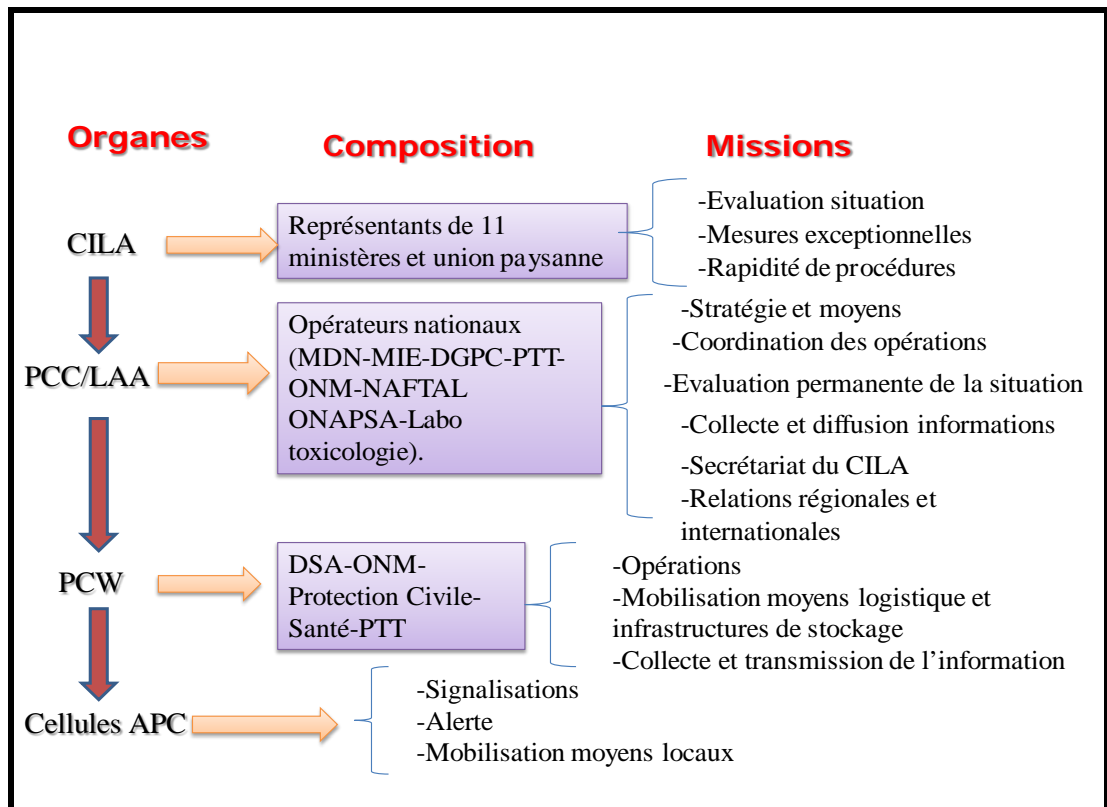 Organes
Composition
Missions
CILA
Représentants de 11
ministères et union paysanne
-Evaluation situation
-Mesures exceptionnelles
-Rapidité de procédures
PCC/LAA
Opérateurs nationaux
(MDN-MIE-DGPC-PTT-
ONM-NAFTAL
ONAPSA-Labo
toxicologie).
-Stratégie et moyens
-Coordination des opérations
-Evaluation permanente de la situation
-Collecte et diffusion informations
-Secrétariat du CILA
-Relations régionales et
internationales
PCW
DSA-ONM-
Protection Civile-
Santé-PTT
-Opérations
-Mobilisation moyens logistique et
infrastructures de stockage
-Collecte et transmission de l’information
Cellules APC
-Signalisations
-Alerte
-Mobilisation moyens locaux